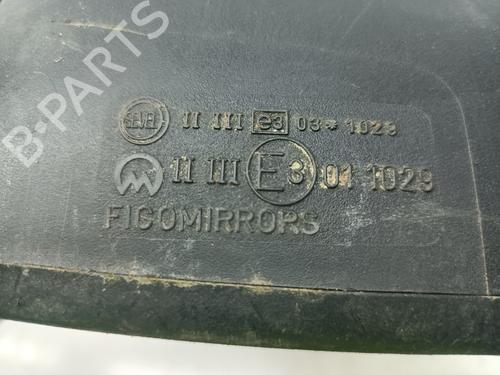 B-PARTS
II III e3 03*1029
II III E3 01 1029
FICOMIRRORS